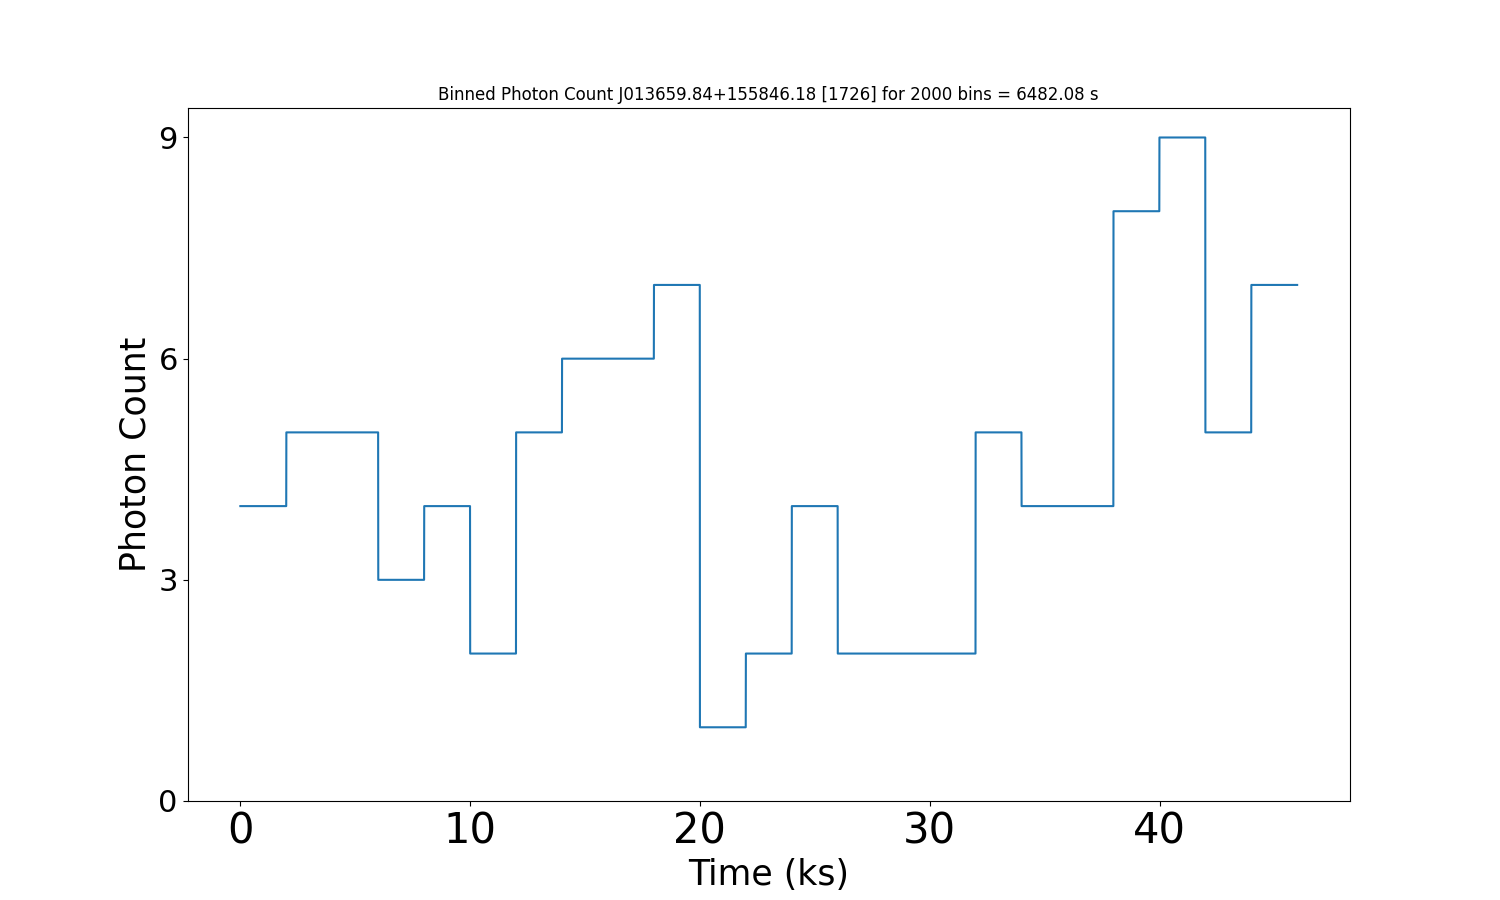 Binned Photon Count J013659.84+155846.18 [1726] for 2000 bins = 6482.08 s
9
6
3
0
Photon Count
0 10 20 30 40
Time (ks)